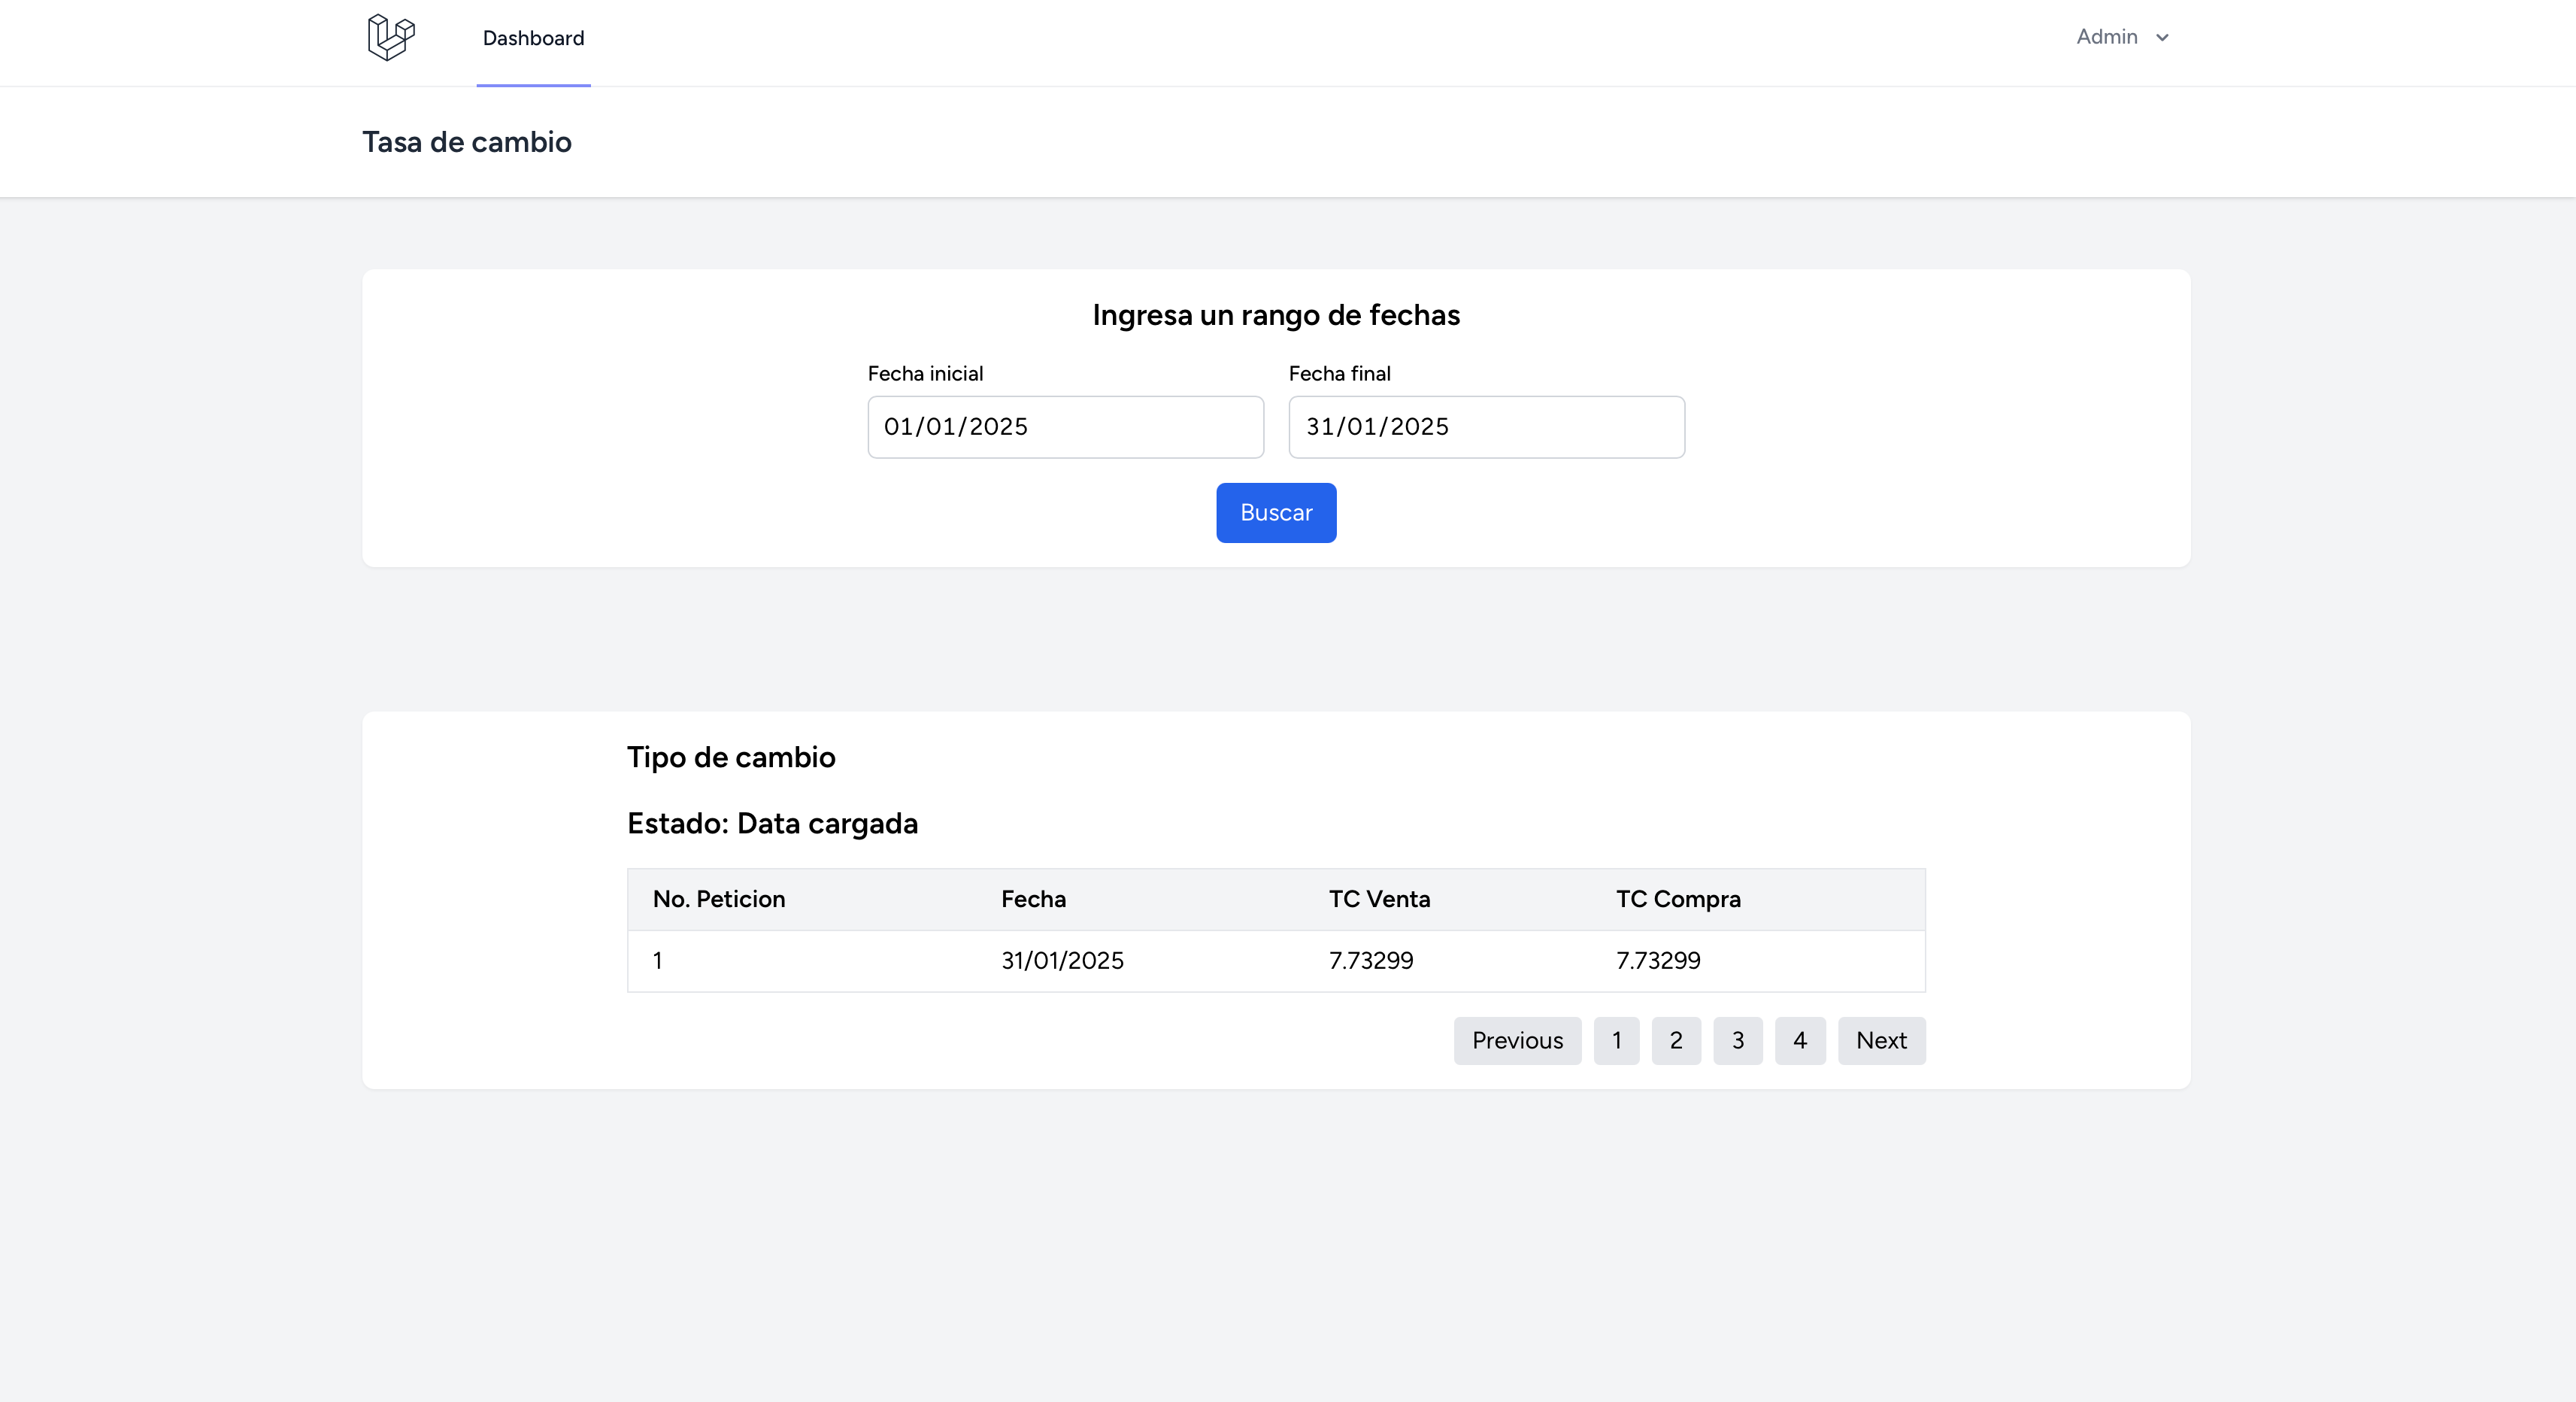 Dashboard
Admin
Tasa de cambio
Ingresa un rango de fechas
Fecha inicial Fecha final
01/01/2025 31/01/2025
Buscar
Tipo de cambio
Estado: Data cargada
No. Peticion Fecha TC Venta TC Compra
1 31/01/2025 7.73299 7.73299
Previous 1 2 3 4 Next